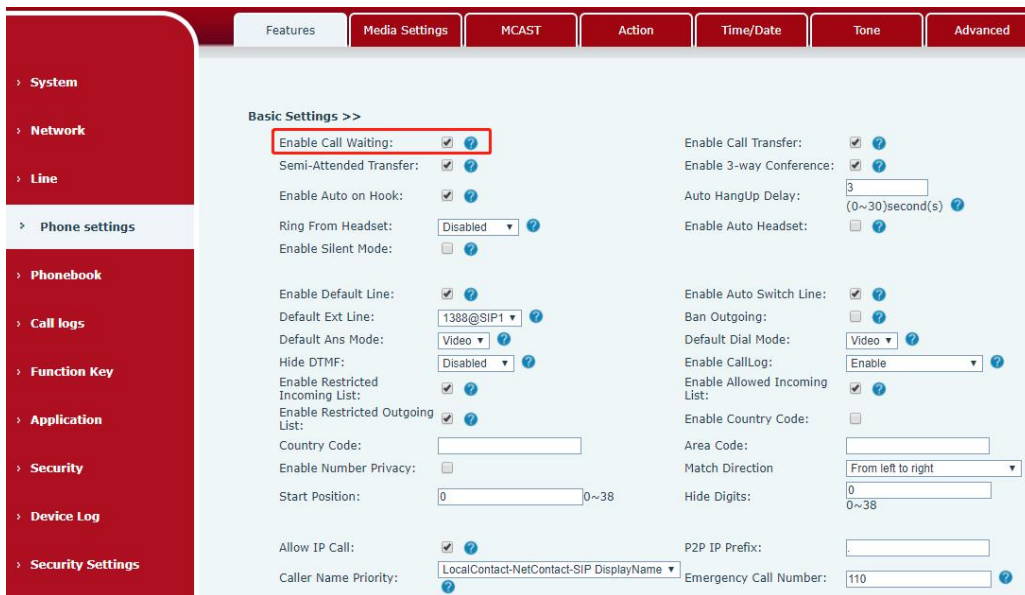 Features Media Settings MCAST Action Time/Date Tone Advanced
› System
› Network
› Line
› Phone settings
› Phonebook
› Call logs
› Function Key
› Application
› Security
› Device Log
› Security Settings
Basic Settings >>
Enable Call Waiting: ? Enable Call Transfer: ?
Semi-Attended Transfer: ? Enable 3-way Conference: ?
Enable Auto on Hook: ? Auto HangUp Delay: 3
(0~30)second(s) ?
Ring From Headset: Disabled ? Enable Auto Headset: ?
Enable Silent Mode: ?
Enable Default Line: ? Enable Auto Switch Line: ?
Default Ext Line: 1388@SIP1 ? Ban Outgoing: ?
Default Ans Mode: Video ? Default Dial Mode: Video ?
Hide DTMF: Disabled ? Enable CallLog: Enable ?
Enable Restricted
Incoming List: ? Enable Allowed Incoming
List: ?
Enable Restricted Outgoing
List: ? Enable Country Code:
Country Code: Area Code:
Enable Number Privacy: Match Direction From left to right
Start Position: 0 0~38 Hide Digits: 0
0~38
Allow IP Call: ? P2P IP Prefix: .
Caller Name Priority: LocalContact-NetContact-SIP DisplayName ? Emergency Call Number: 110 ?